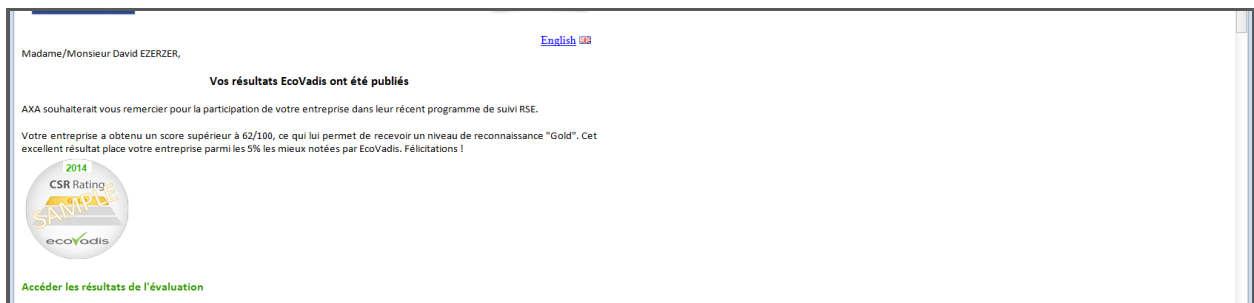 English
Madame/Monsieur David EZERZER,
Vos résultats EcoVadis ont été publiés
AXA souhaiterait vous remercier pour la participation de votre entreprise dans leur récent programme de suivi RSE.
Votre entreprise a obtenu un score supérieur à 62/100, ce qui lui permet de recevoir un niveau de reconnaissance "Gold". Cet
excellent résultat place votre entreprise parmi les 5% les mieux notées par EcoVadis. Félicitations !
2014
CSR Rating
SAMPLE
ecoVadis
Accéder les résultats de l'évaluation